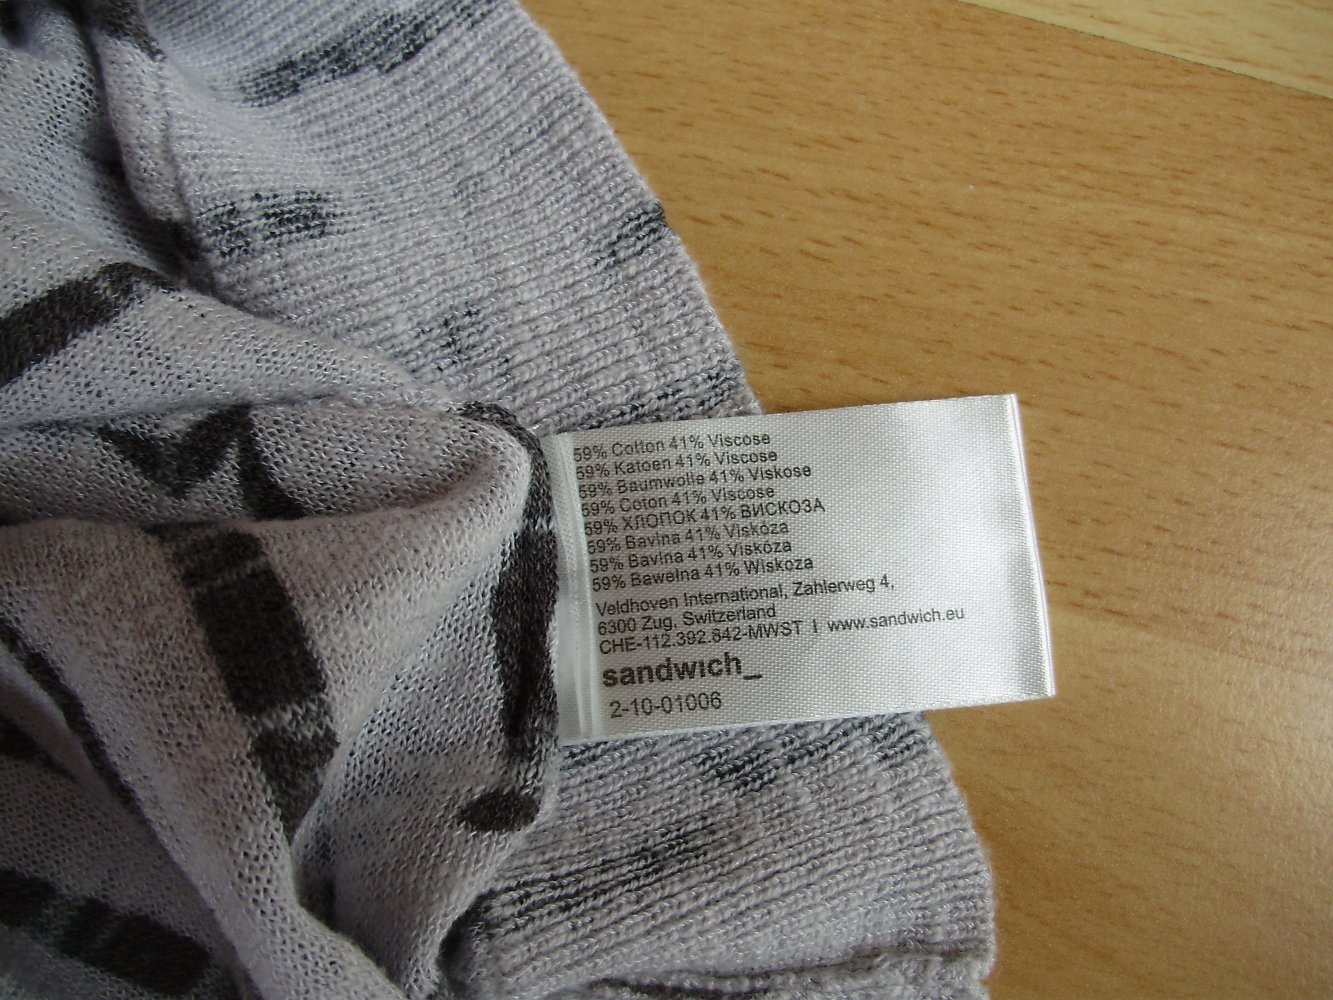 59% Cotton 41% Viscose
59% Katoen 41% Viscose
59% Baumwolle 41% Viskose
59% Coton 41% Viscose
59% ХЛОПОК 41% ВИСКОЗА
59% Bavlna 41% Viskóza
59% Bavlna 41% Viskóza
59% Bawełna 41% Wiskoza
Veldhoven International, Zahlerweg 4,
6300 Zug, Switzerland
CHE-112.392.842-MWST I www.sandwich.eu
sandwich_
2-10-01006